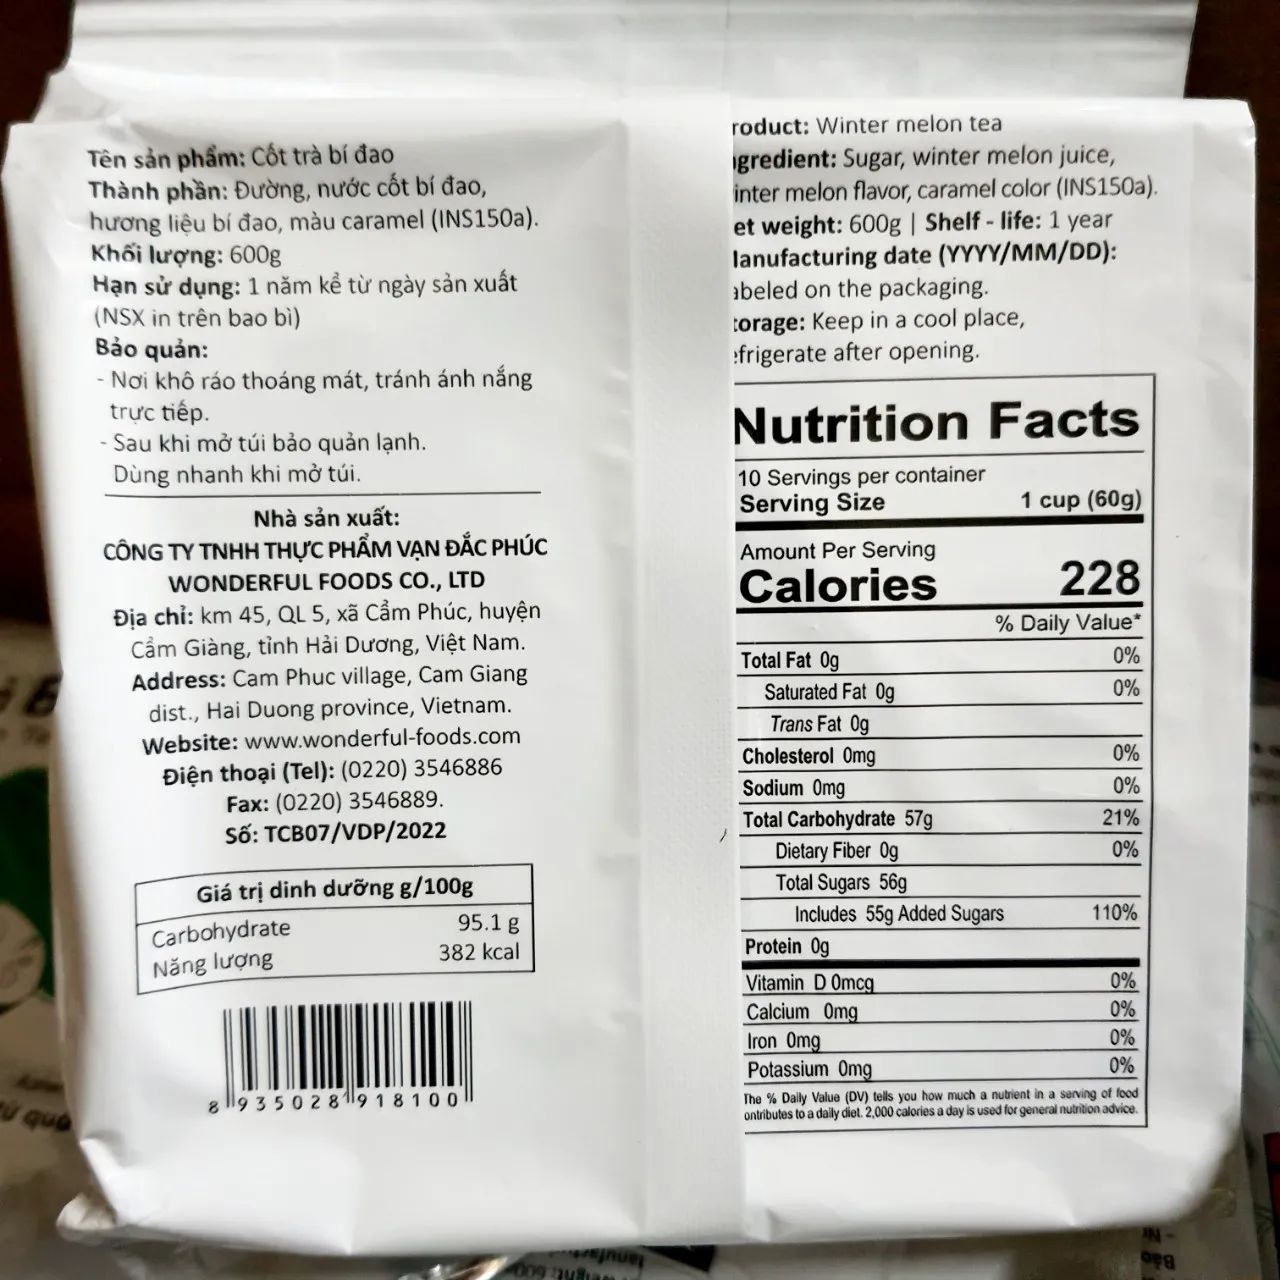 Tên sản phẩm: Cốt trà bí đao
Thành phần: Đường, nước cốt bí đao,
hương liệu bí đao, màu caramel (INS150a).
Khối lượng: 600g
Hạn sử dụng: 1 năm kể từ ngày sản xuất
(NSX in trên bao bì)
Bảo quản:
- Nơi khô ráo thoáng mát, tránh ánh nắng
trực tiếp.
- Sau khi mở túi bảo quản lạnh.
Dùng nhanh khi mở túi.
Nhà sản xuất:
CÔNG TY TNHH THỰC PHẨM VẠN ĐẮC PHÚC
WONDERFUL FOODS CO., LTD
Địa chỉ: km 45, QL 5, xã Cẩm Phúc, huyện
Cẩm Giàng, tỉnh Hải Dương, Việt Nam.
Address: Cam Phuc village, Cam Giang
dist., Hai Duong province, Vietnam.
Website: www.wonderful-foods.com
Điện thoại (Tel): (0220) 3546886
Fax: (0220) 3546889.
Số: TCB07/VDP/2022
Giá trị dinh dưỡng g/100g
Carbohydrate 95.1 g
Năng lượng 382 kcal
8 935028 918100
roduct: Winter melon tea
gredient: Sugar, winter melon juice,
inter melon flavor, caramel color (INS150a).
et weight: 600g | Shelf - life: 1 year
anufacturing date (YYYY/MM/DD):
abeled on the packaging.
torage: Keep in a cool place,
efrigerate after opening.
Nutrition Facts
10 Servings per container
Serving Size 1 cup (60g)
Amount Per Serving
Calories 228
% Daily Value*
Total Fat 0g 0%
Saturated Fat 0g 0%
Trans Fat 0g
Cholesterol 0mg 0%
Sodium 0mg 0%
Total Carbohydrate 57g 21%
Dietary Fiber 0g 0%
Total Sugars 56g
Includes 55g Added Sugars 110%
Protein 0g
Vitamin D 0mcg 0%
Calcium 0mg 0%
Iron 0mg 0%
Potassium 0mg 0%
The % Daily Value (DV) tells you how much a nutrient in a serving of food
ontributes to a daily diet. 2,000 calories a day is used for general nutrition advice.